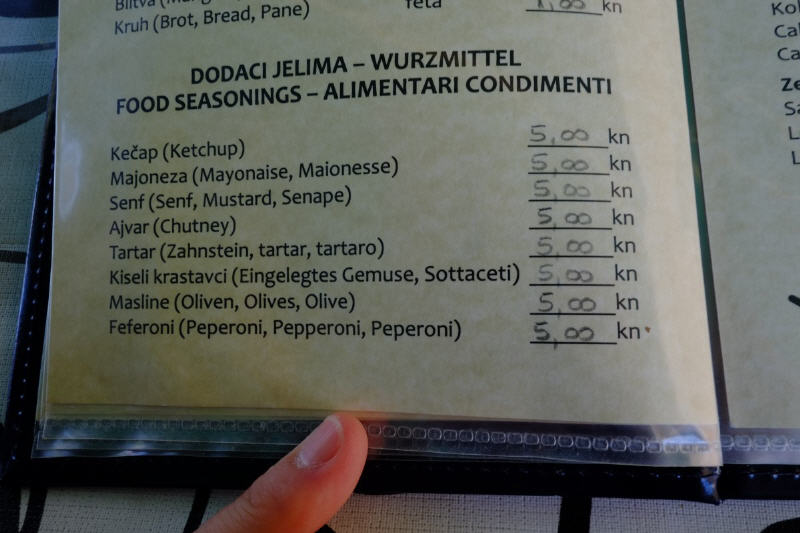 Blitva
feta
kn
Kruh (Brot, Bread, Pane)
DODACI JELIMA – WURZMITTEL
FOOD SEASONINGS – ALIMENTARI CONDIMENTI
Kečap (Ketchup) 5,00 kn
Majoneza (Mayonaise, Maionesse) 5,00 kn
Senf (Senf, Mustard, Senape) 5,00 kn
Ajvar (Chutney) 5,00 kn
Tartar (Zahnstein, tartar, tartaro) 5,00 kn
Kiseli krastavci (Eingelegtes Gemuse, Sottaceti) 5,00 kn
Masline (Oliven, Olives, Olive) 5,00 kn
Feferoni (Peperoni, Pepperoni, Peperoni) 5,00 kn